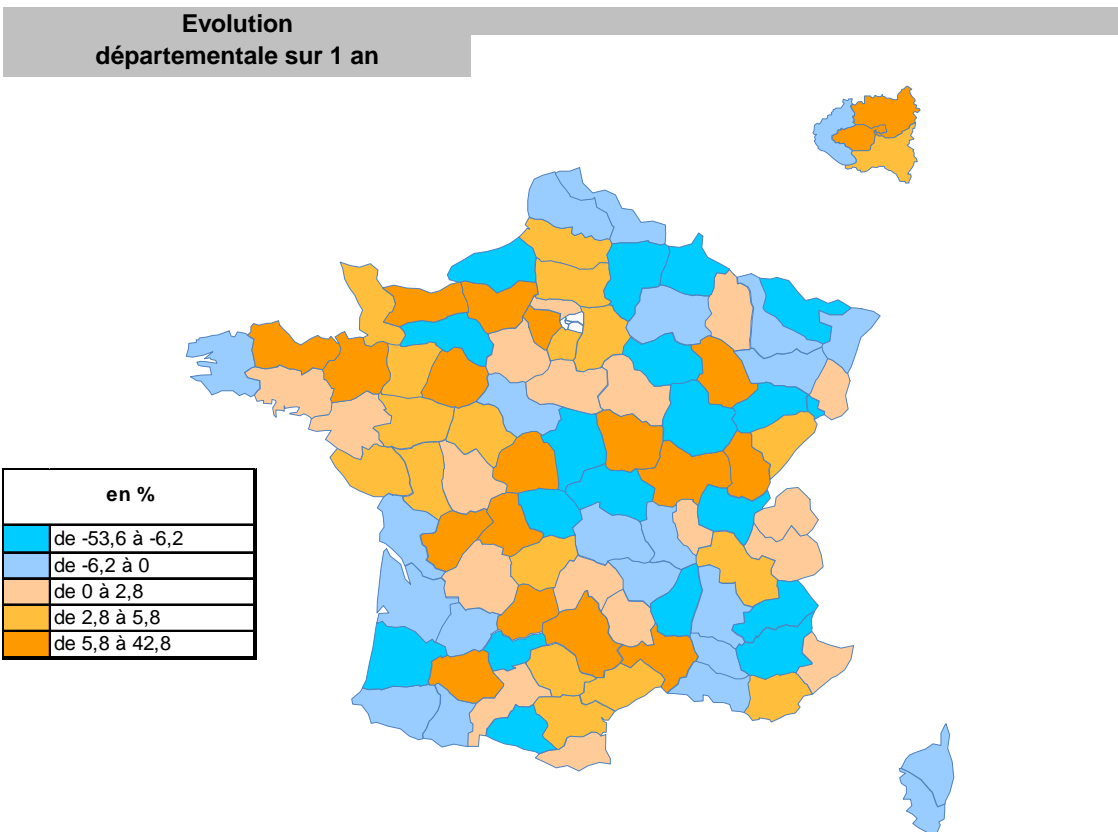 Evolution
départementale sur 1 an
en %
de -53,6 à -6,2
de -6,2 à 0
de 0 à 2,8
de 2,8 à 5,8
de 5,8 à 42,8